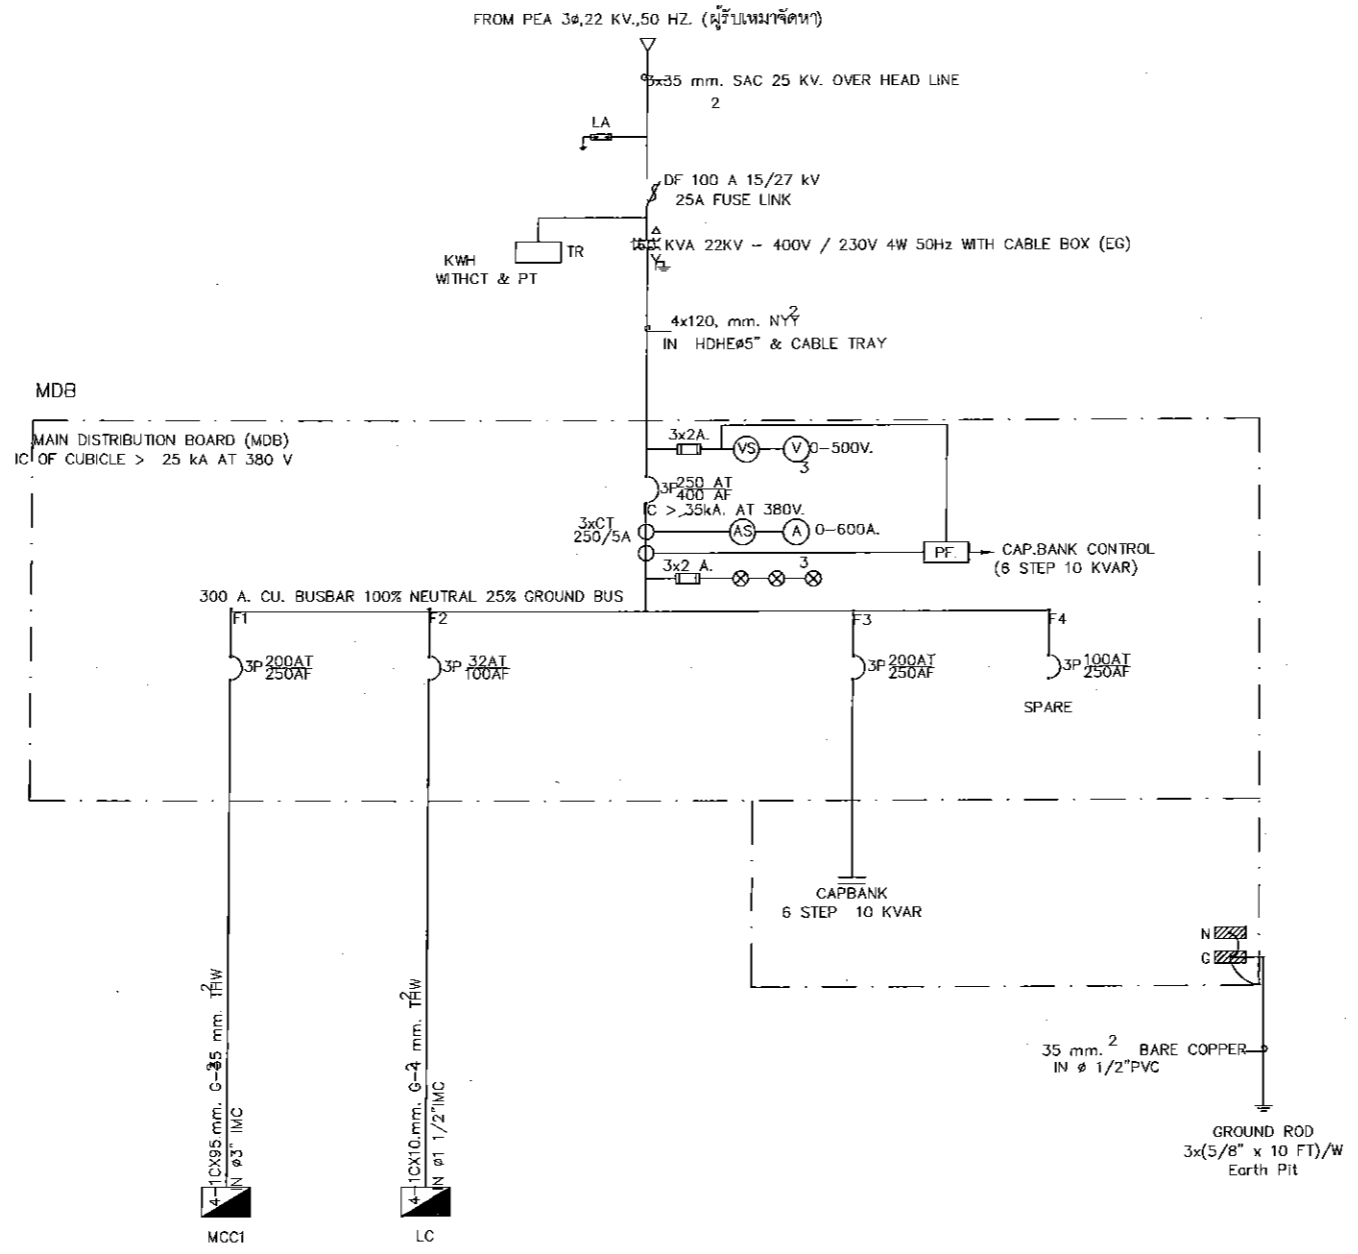 FROM PEA 3ø,22 KV.,50 HZ. (ผู้รับเหมาจัดหา)
3x35 mm. SAC 25 KV. OVER HEAD LINE
2
LA
DF 100 A 15/27 kV
25A FUSE LINK
TR
KVA 22KV – 400V / 230V 4W 50Hz WITH CABLE BOX (EG)
KWH
WITHCT & PT
2
4x120, mm. NYY
IN HDHEø5" & CABLE TRAY
MDB
MAIN DISTRIBUTION BOARD (MDB)
IC OF CUBICLE > 25 kA AT 380 V
3x2A.
VS
V
0–500V.
3
3P 250 AT
400 AF
IC > 35kA. AT 380V.
3xCT
250/5A
AS
A
0–600A.
PF.
CAP.BANK CONTROL
(6 STEP 10 KVAR)
3x2 A.
3
300 A. CU. BUSBAR 100% NEUTRAL 25% GROUND BUS
F1
F2
F3
F4
3P 200AT
250AF
3P 32AT
100AF
3P 200AT
250AF
3P 100AT
250AF
SPARE
CAPBANK
6 STEP 10 KVAR
N
G
4–1CX95.mm. G–35 mm. THW
2
2
IN ø3" IMC
4–1CX10.mm. G–4 mm. THW
2
2
IN ø1 1/2"IMC
35 mm. 2 BARE COPPER
IN ø 1/2"PVC
GROUND ROD
3x(5/8" x 10 FT)/W
Earth Pit
MCC1
LC